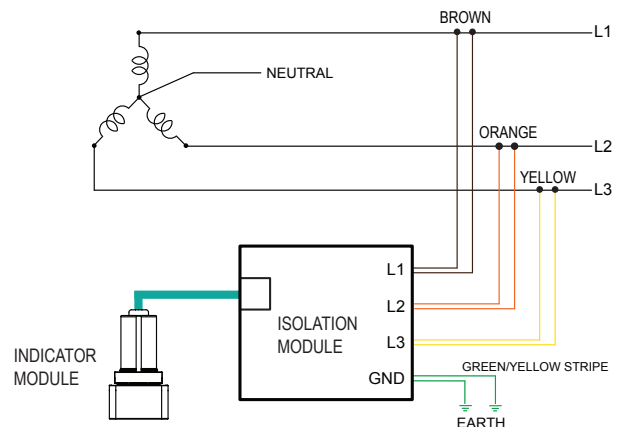 BROWN
L1
NEUTRAL
ORANGE
L2
YELLOW
L3
L1
ISOLATION
MODULE
L2
L3
GND
INDICATOR
MODULE
GREEN/YELLOW STRIPE
EARTH